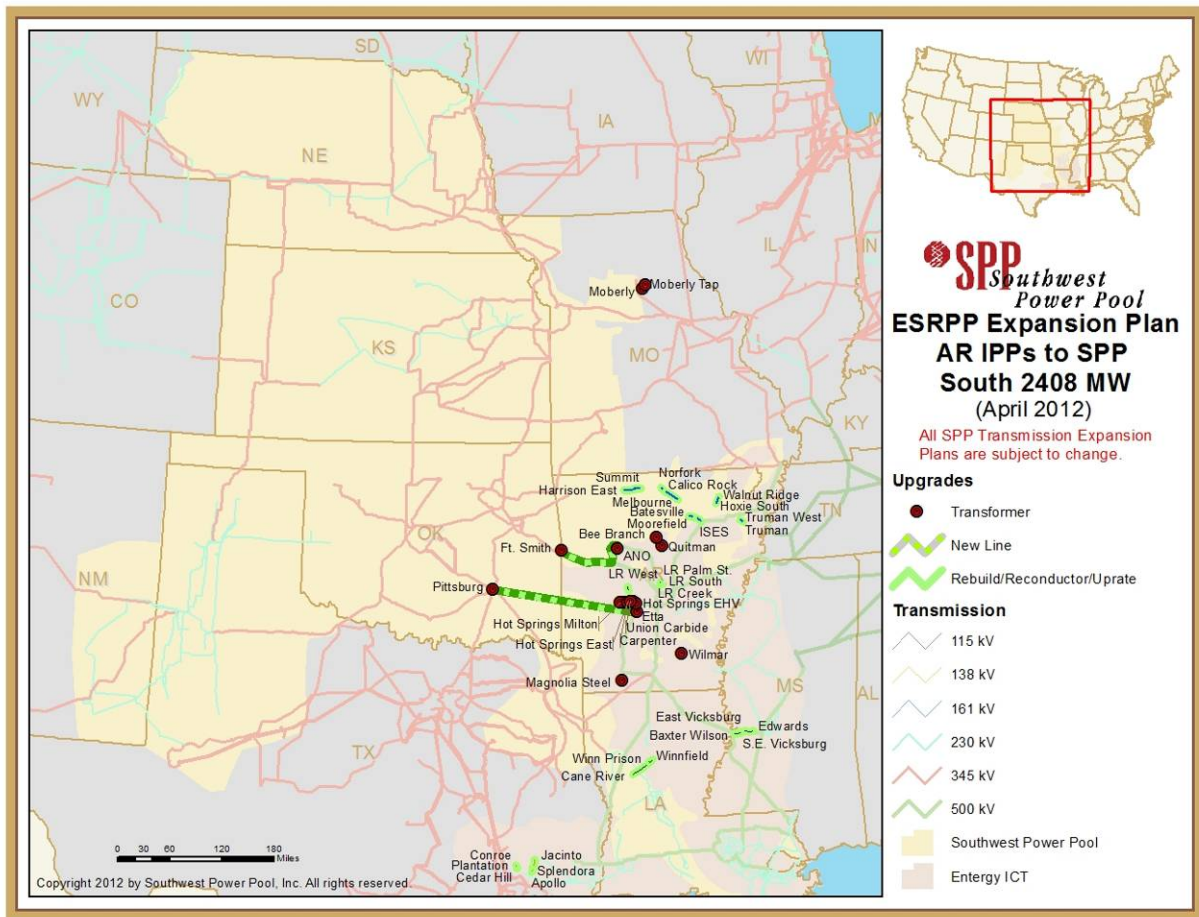 SD
WY
WI
IA
NE
IL
IN
CO
Moberly Tap
Moberly
KS
MO
KY
Summit
Norfork
Harrison East
Calico Rock
Walnut Ridge
Melbourne
Hoxie South
Batesville
Truman West
Moorefield
ISES
Truman
TN
Bee Branch
Quitman
OK
Ft. Smith
ANO
NM
LR West
AR
LR Palm St.
Pittsburg
LR South
LR Creek
Hot Springs EHV
Etta
Hot Springs Milton
Union Carbide
Hot Springs East
Carpenter
Wilmar
Magnolia Steel
MS
AL
East Vicksburg
Edwards
Baxter Wilson
S.E. Vicksburg
TX
Winn Prison
Winnfield
Cane River
LA
Conroe
Jacinto
Plantation
Splendora
Cedar Hill
Apollo
0 30 60 120 180
Miles
Copyright 2012 by Southwest Power Pool, Inc. All rights reserved.
SPP
Southwest
Power Pool
ESRPP Expansion Plan
AR IPPs to SPP
South 2408 MW
(April 2012)
All SPP Transmission Expansion
Plans are subject to change.
Upgrades
Transformer
New Line
Rebuild/Reconductor/Uprate
Transmission
115 kV
138 kV
161 kV
230 kV
345 kV
500 kV
Southwest Power Pool
Entergy ICT